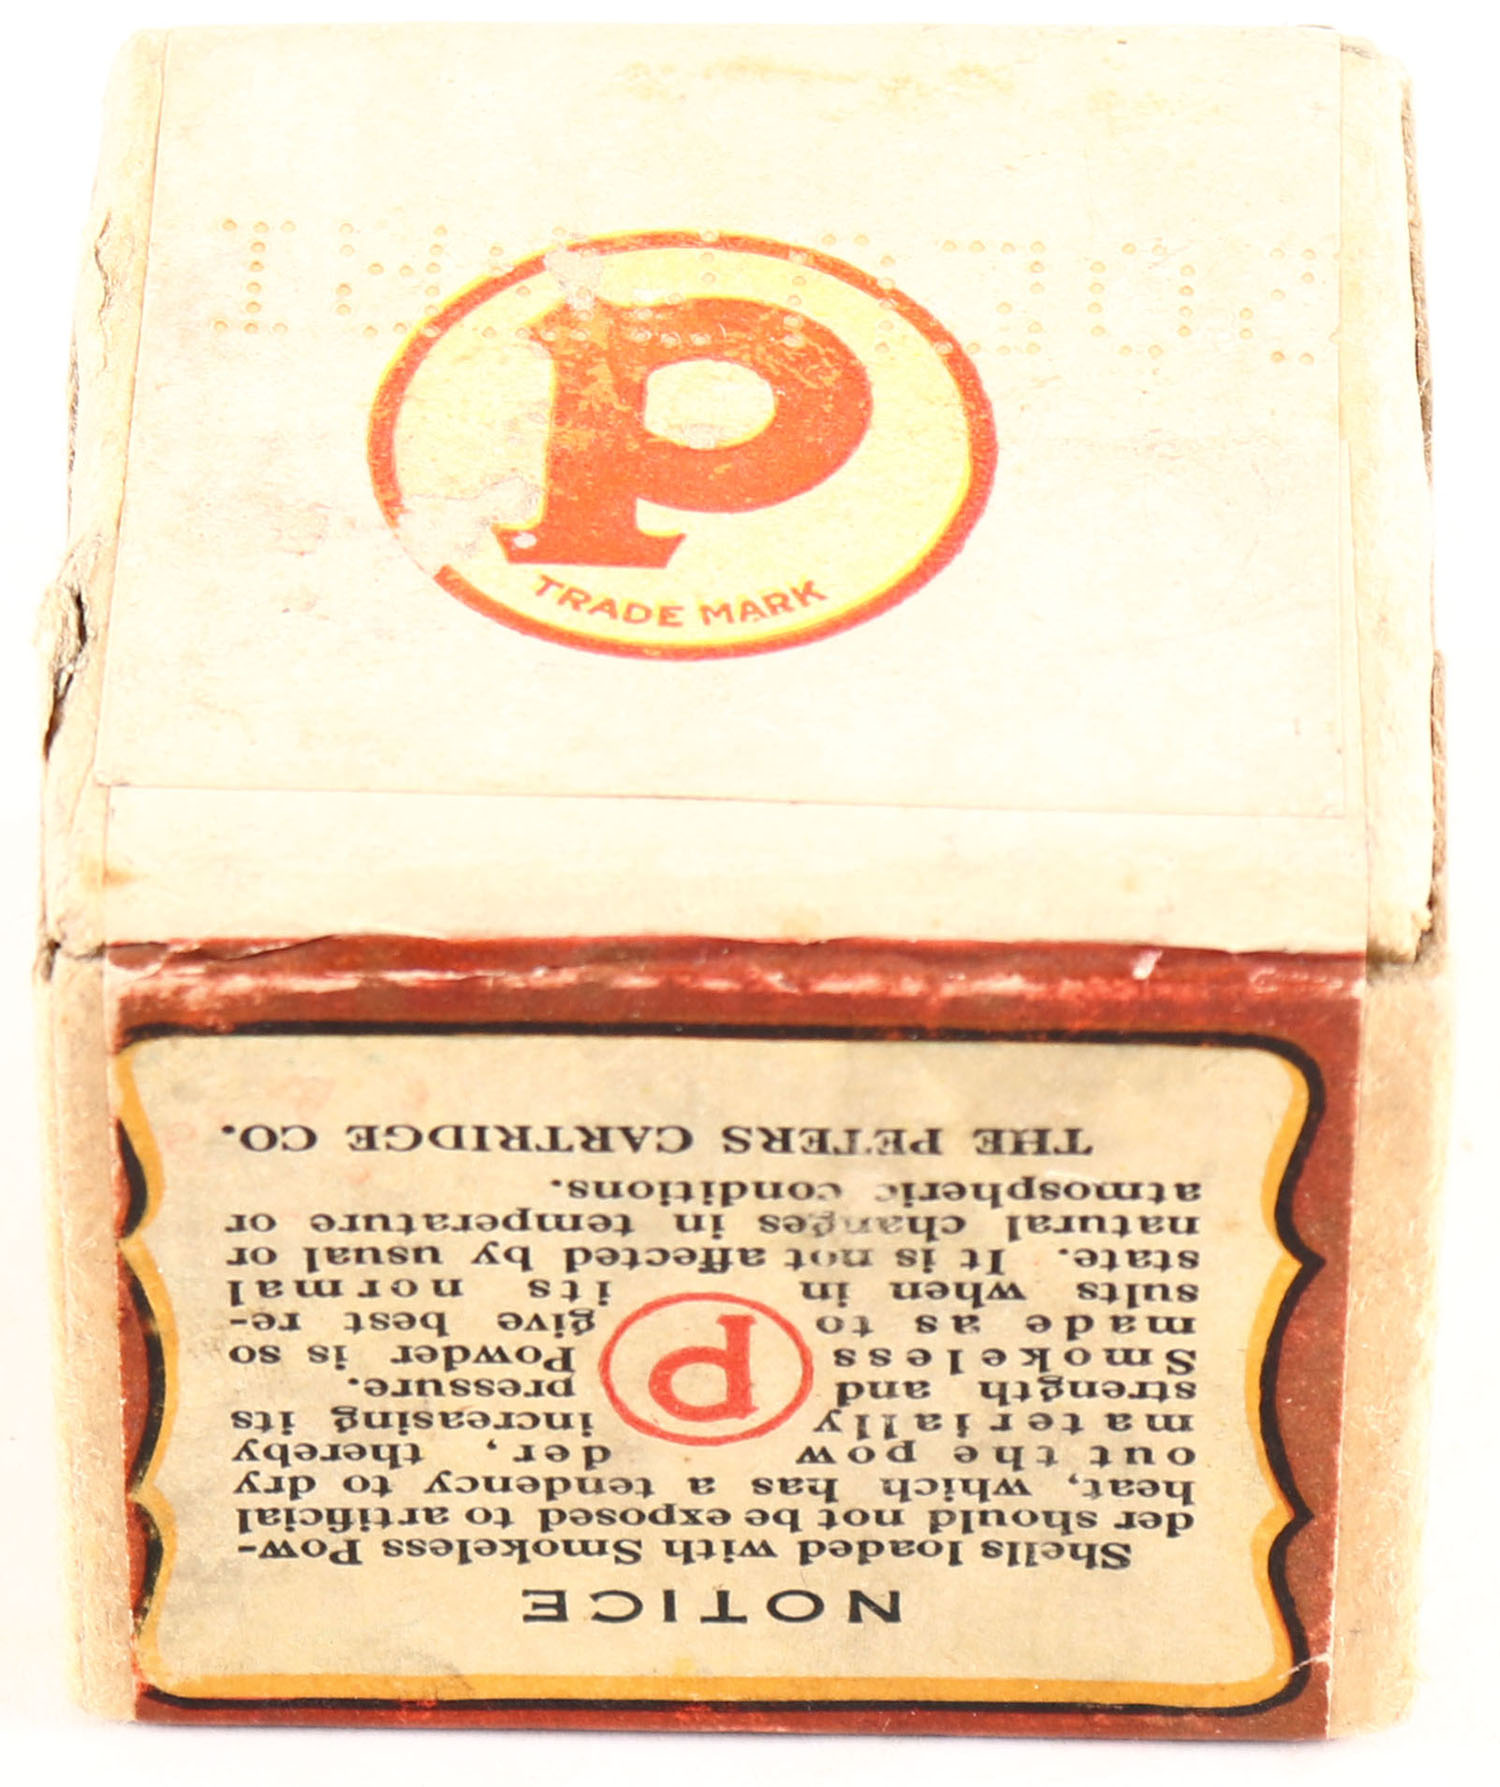 P
TRADE MARK
NOTICE
Shells loaded with Smokeless Pow-
der should not be exposed to artificial
heat, which has a tendency to dry
out the pow der, thereby
materially increasing its
strength and pressure.
P
Smokeless Powder is so
made as to give best re-
sults when in its normal
state. It is not affected by usual or
natural changes in temperature or
atmospheric conditions.
THE PETERS CARTRIDGE CO.